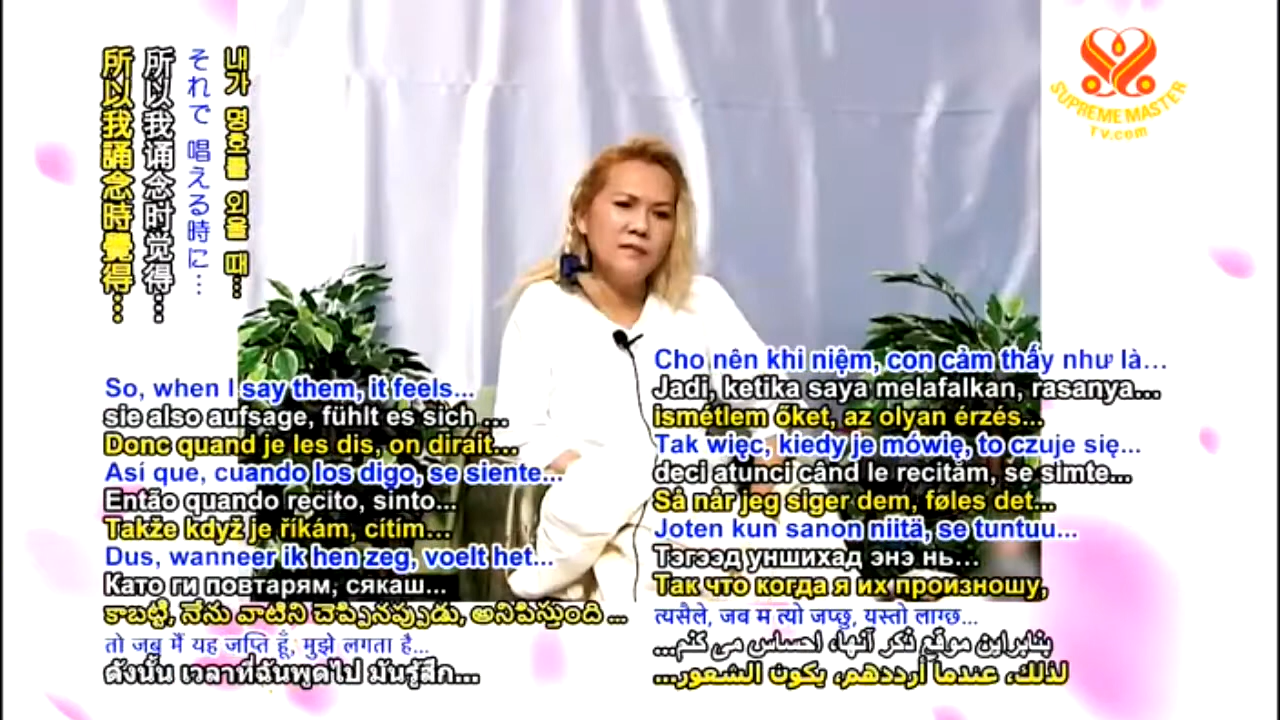 所以我誦念時覺得…
所以我诵念时觉得…
それで 唱える時に…
내가 명호를 외울 때…
SUPREME MASTER
TV.com
So, when I say them, it feels...
sie also aufsage, fühlt es sich ...
Donc quand je les dis, on dirait...
Así que, cuando los digo, se siente...
Então quando recito, sinto...
Takže když je říkám, cítím...
Dus, wanneer ik hen zeg, voelt het...
Като ги повтарям, сякаш...
కాబట్టి, నేను వాటిని చెప్పినప్పుడు, అనిపిస్తుంది ...
तो जब मैं यह जप्ति हूँ, मुझे लगता है...
ดังนั้น เวลาที่ฉันพูดไป มันรู้สึก...
Cho nên khi niệm, con cảm thấy như là...
Jadi, ketika saya melafalkan, rasanya...
ismétlem őket, az olyan érzés...
Tak więc, kiedy je mówię, to czuje się...
deci atunci când le recităm, se simte...
Så når jeg siger dem, føles det...
Joten kun sanon niitä, se tuntuu...
Тэгээд уншихад энэ нь...
Так что когда я их произношу,
त्यसैले, जब म त्यो जप्छु, यस्तो लाग्छ...
بنابراین موقع ذکر آنها، احساس می کنم...
لذلك، عندما أرددهم، يكون الشعور...